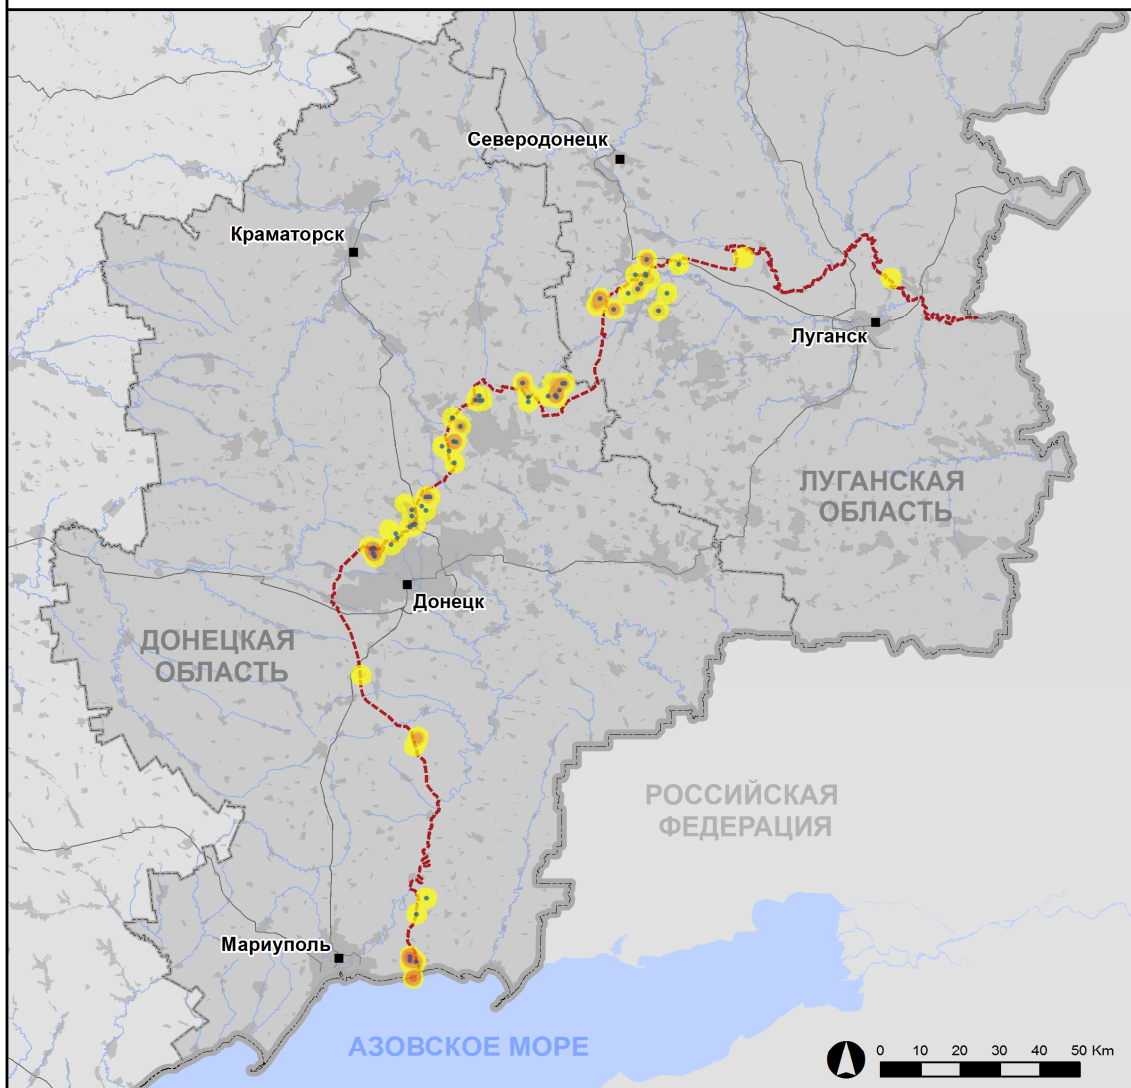 Северодонецк
Краматорск
Луганск
ЛУГАНСКАЯ
ОБЛАСТЬ
Донецк
ДОНЕЦКАЯ
ОБЛАСТЬ
РОССИЙСКАЯ
ФЕДЕРАЦИЯ
Мариуполь
АЗОВСКОЕ МОРЕ
0 10 20 30 40 50 Km